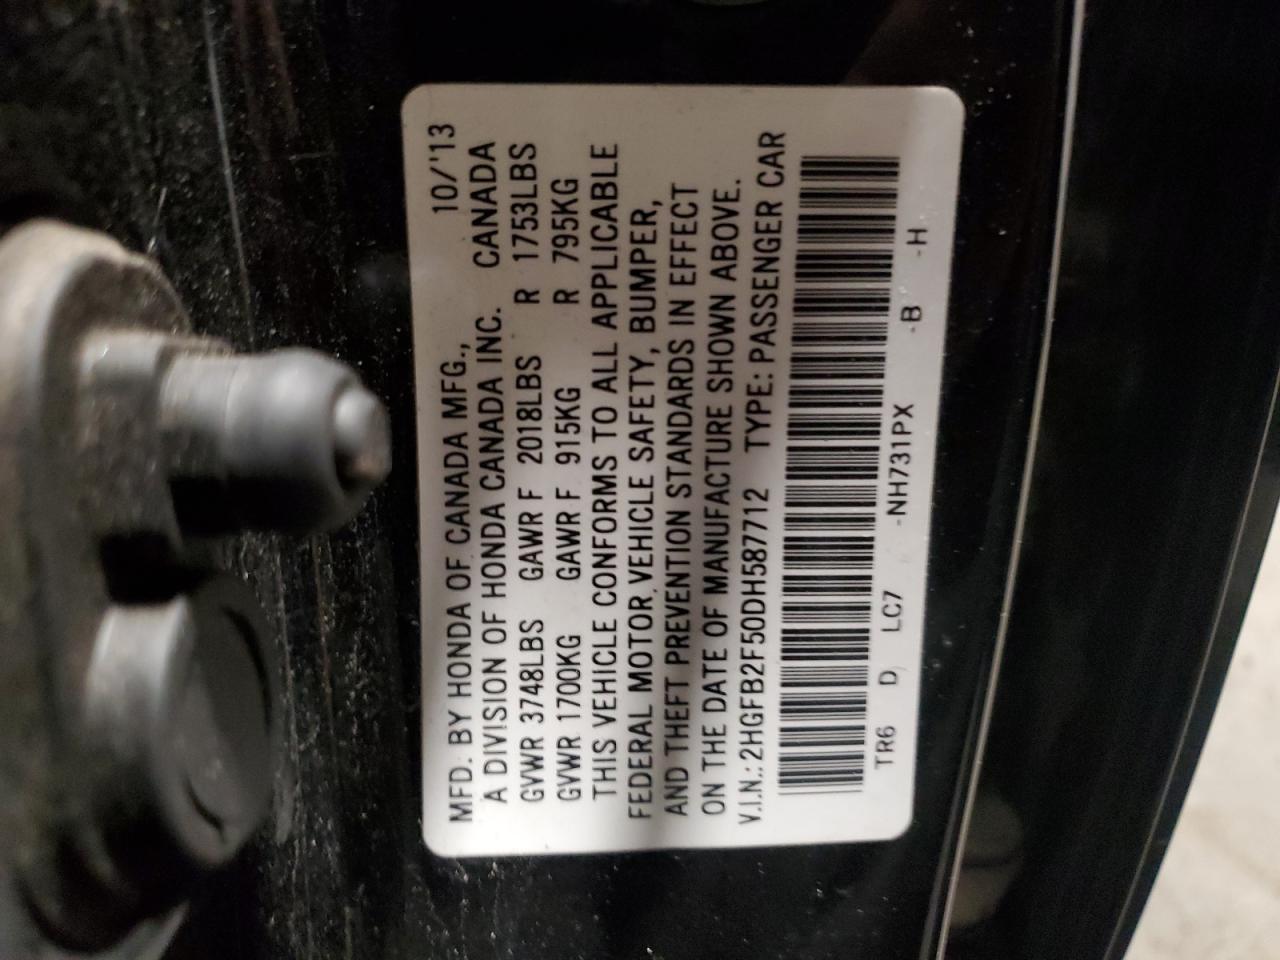 MFD. BY HONDA OF CANADA MFG., 10/'13
A DIVISION OF HONDA CANADA INC. CANADA
GVWR 3748LBS GAWR F 2018LBS R 1753LBS
GVWR 1700KG GAWR F 915KG R 795KG
THIS VEHICLE CONFORMS TO ALL APPLICABLE
FEDERAL MOTOR VEHICLE SAFETY, BUMPER,
AND THEFT PREVENTION STANDARDS IN EFFECT
ON THE DATE OF MANUFACTURE SHOWN ABOVE.
V.I.N.: 2HGFB2F50DH587712 TYPE: PASSENGER CAR
TR6 D LC7 -NH731PX -B -H